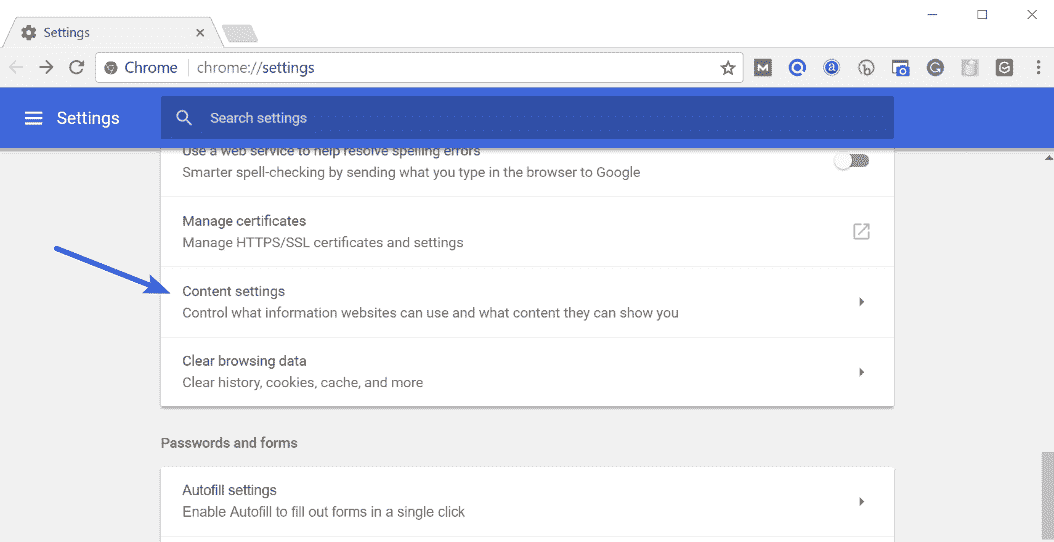 Settings
Chrome chrome://settings
Settings
Search settings
Use a web service to help resolve spelling errors
Smarter spell-checking by sending what you type in the browser to Google
Manage certificates
Manage HTTPS/SSL certificates and settings
Content settings
Control what information websites can use and what content they can show you
Clear browsing data
Clear history, cookies, cache, and more
Passwords and forms
Autofill settings
Enable Autofill to fill out forms in a single click